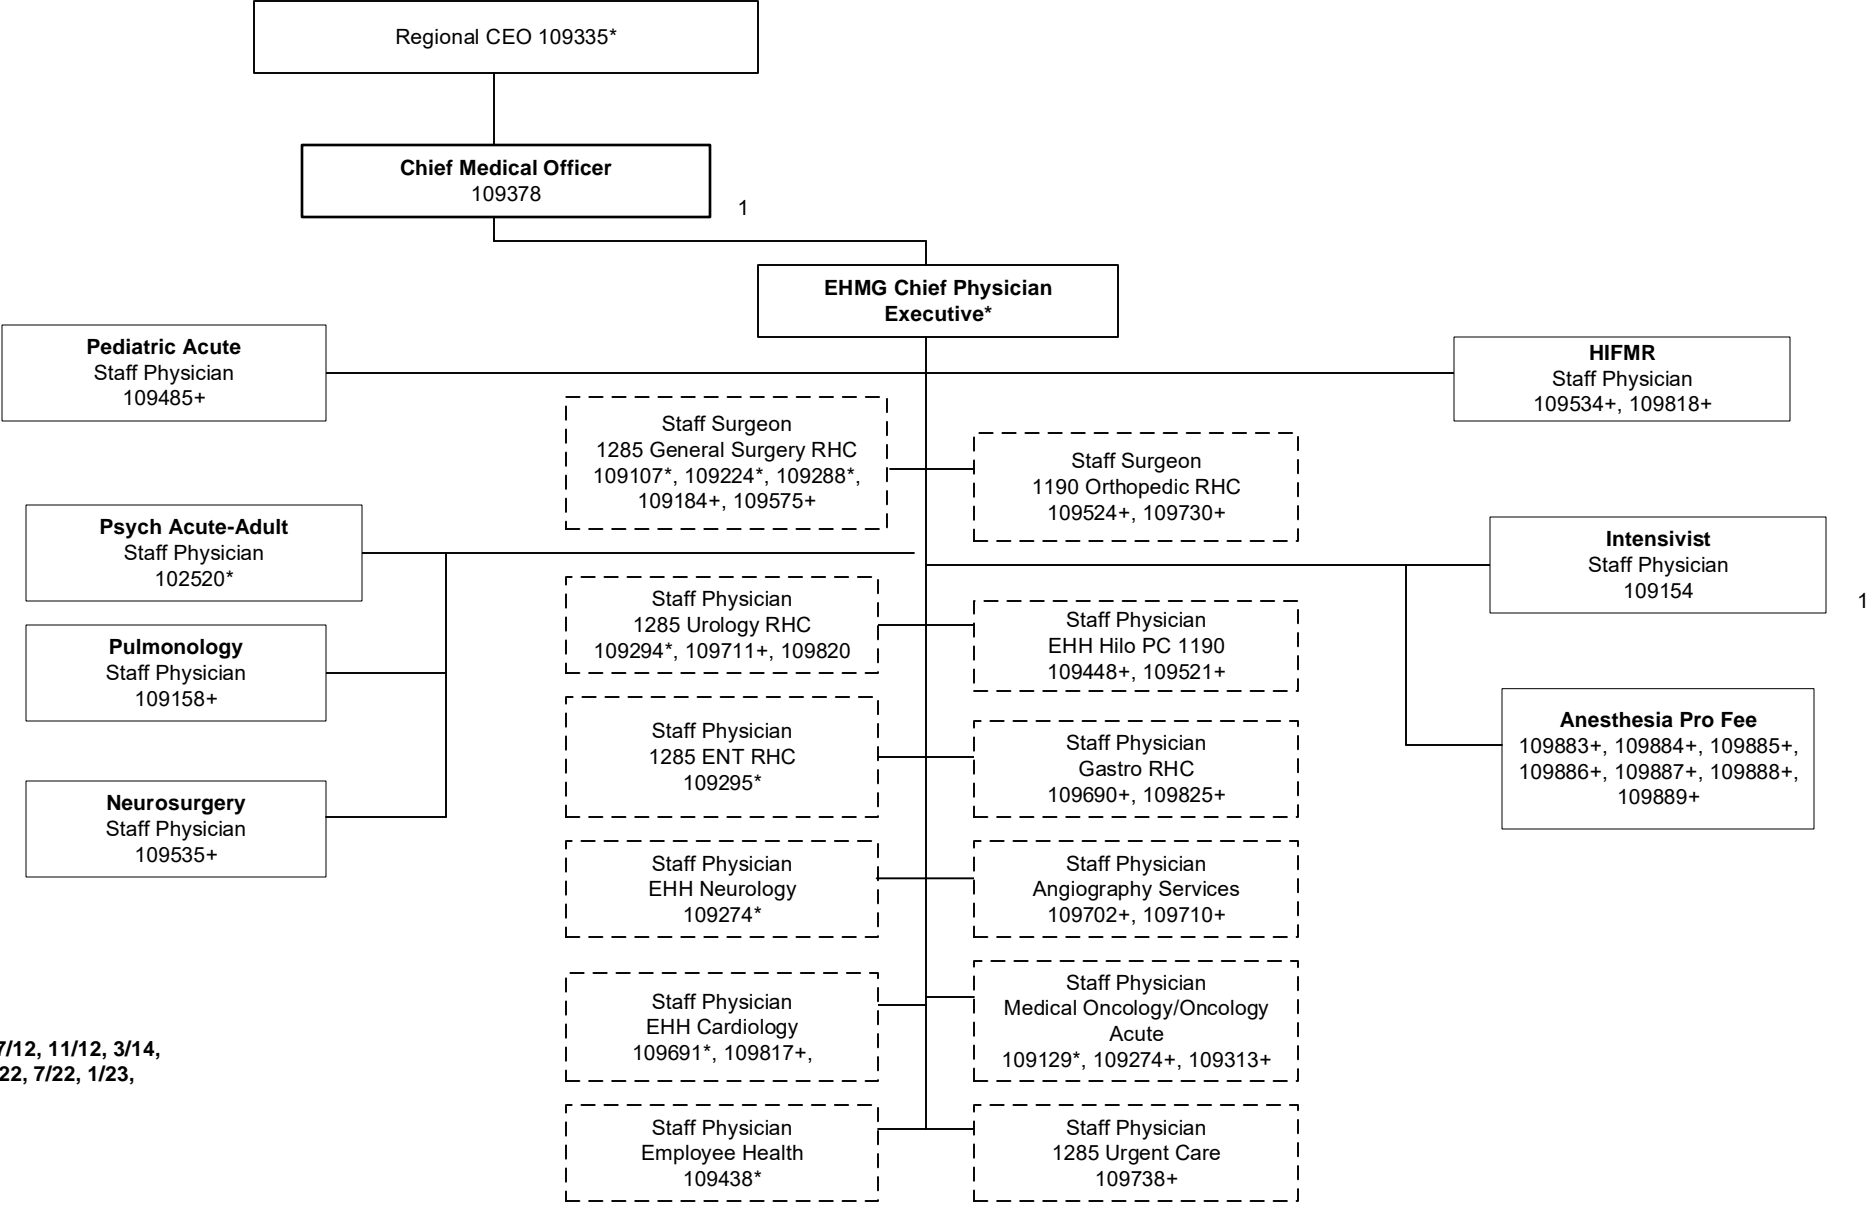 Regional CEO 109335*
Chief Medical Officer
109378
1
EHMG Chief Physician
Executive*
Pediatric Acute
Staff Physician
109485+
HIFMR
Staff Physician
109534+, 109818+
Staff Surgeon
1285 General Surgery RHC
109107*, 109224*, 109288*,
109184+, 109575+
Staff Surgeon
1190 Orthopedic RHC
109524+, 109730+
Psych Acute-Adult
Staff Physician
102520*
Intensivist
Staff Physician
109154
1
Staff Physician
1285 Urology RHC
109294*, 109711+, 109820
Staff Physician
EHH Hilo PC 1190
109448+, 109521+
Pulmonology
Staff Physician
109158+
Anesthesia Pro Fee
109883+, 109884+, 109885+,
109886+, 109887+, 109888+,
109889+
Staff Physician
1285 ENT RHC
109295*
Staff Physician
Gastro RHC
109690+, 109825+
Neurosurgery
Staff Physician
109535+
Staff Physician
EHH Neurology
109274*
Staff Physician
Angiography Services
109702+, 109710+
Staff Physician
EHH Cardiology
109691*, 109817+,
Staff Physician
Medical Oncology/Oncology
Acute
109129*, 109274+, 109313+
7/12, 11/12, 3/14,
22, 7/22, 1/23,
Staff Physician
Employee Health
109438*
Staff Physician
1285 Urgent Care
109738+